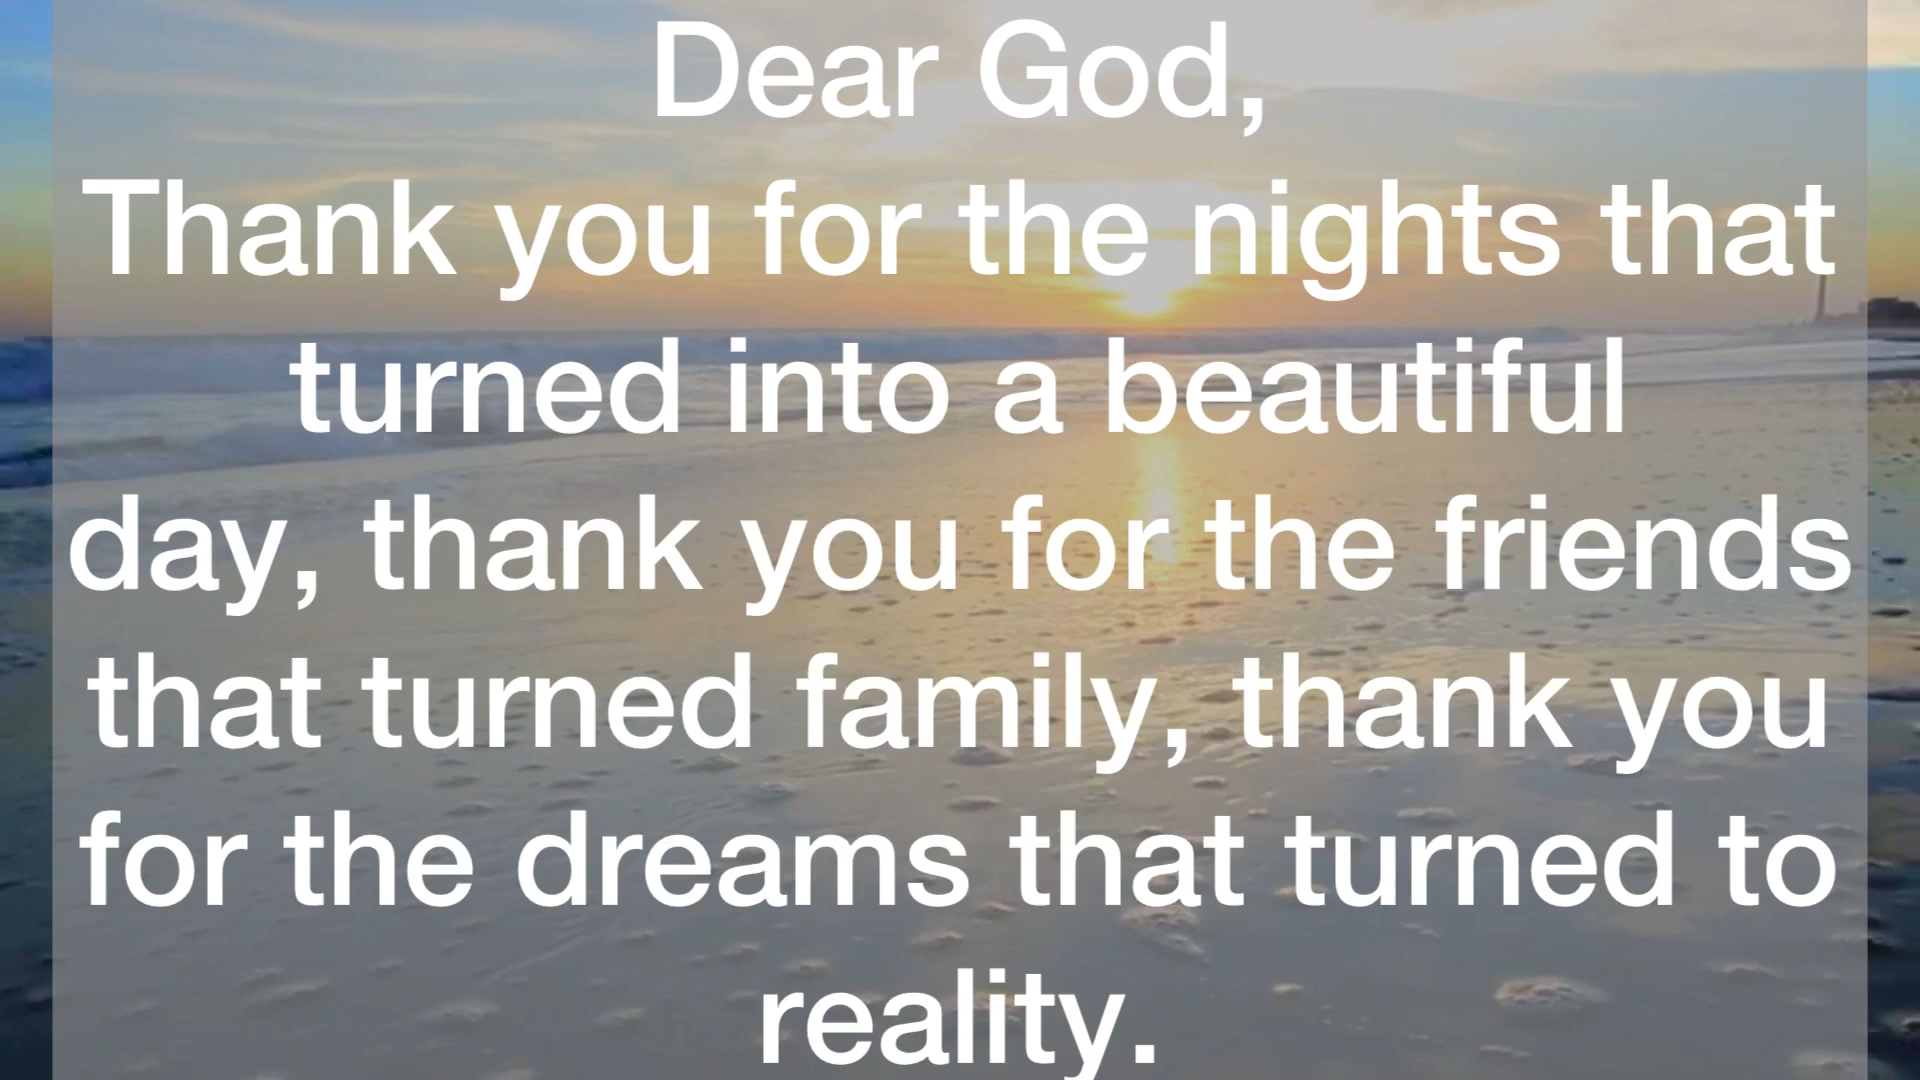 Dear God,
Thank you for the nights that
turned into a beautiful
day, thank you for the friends
that turned family, thank you
for the dreams that turned to
reality.